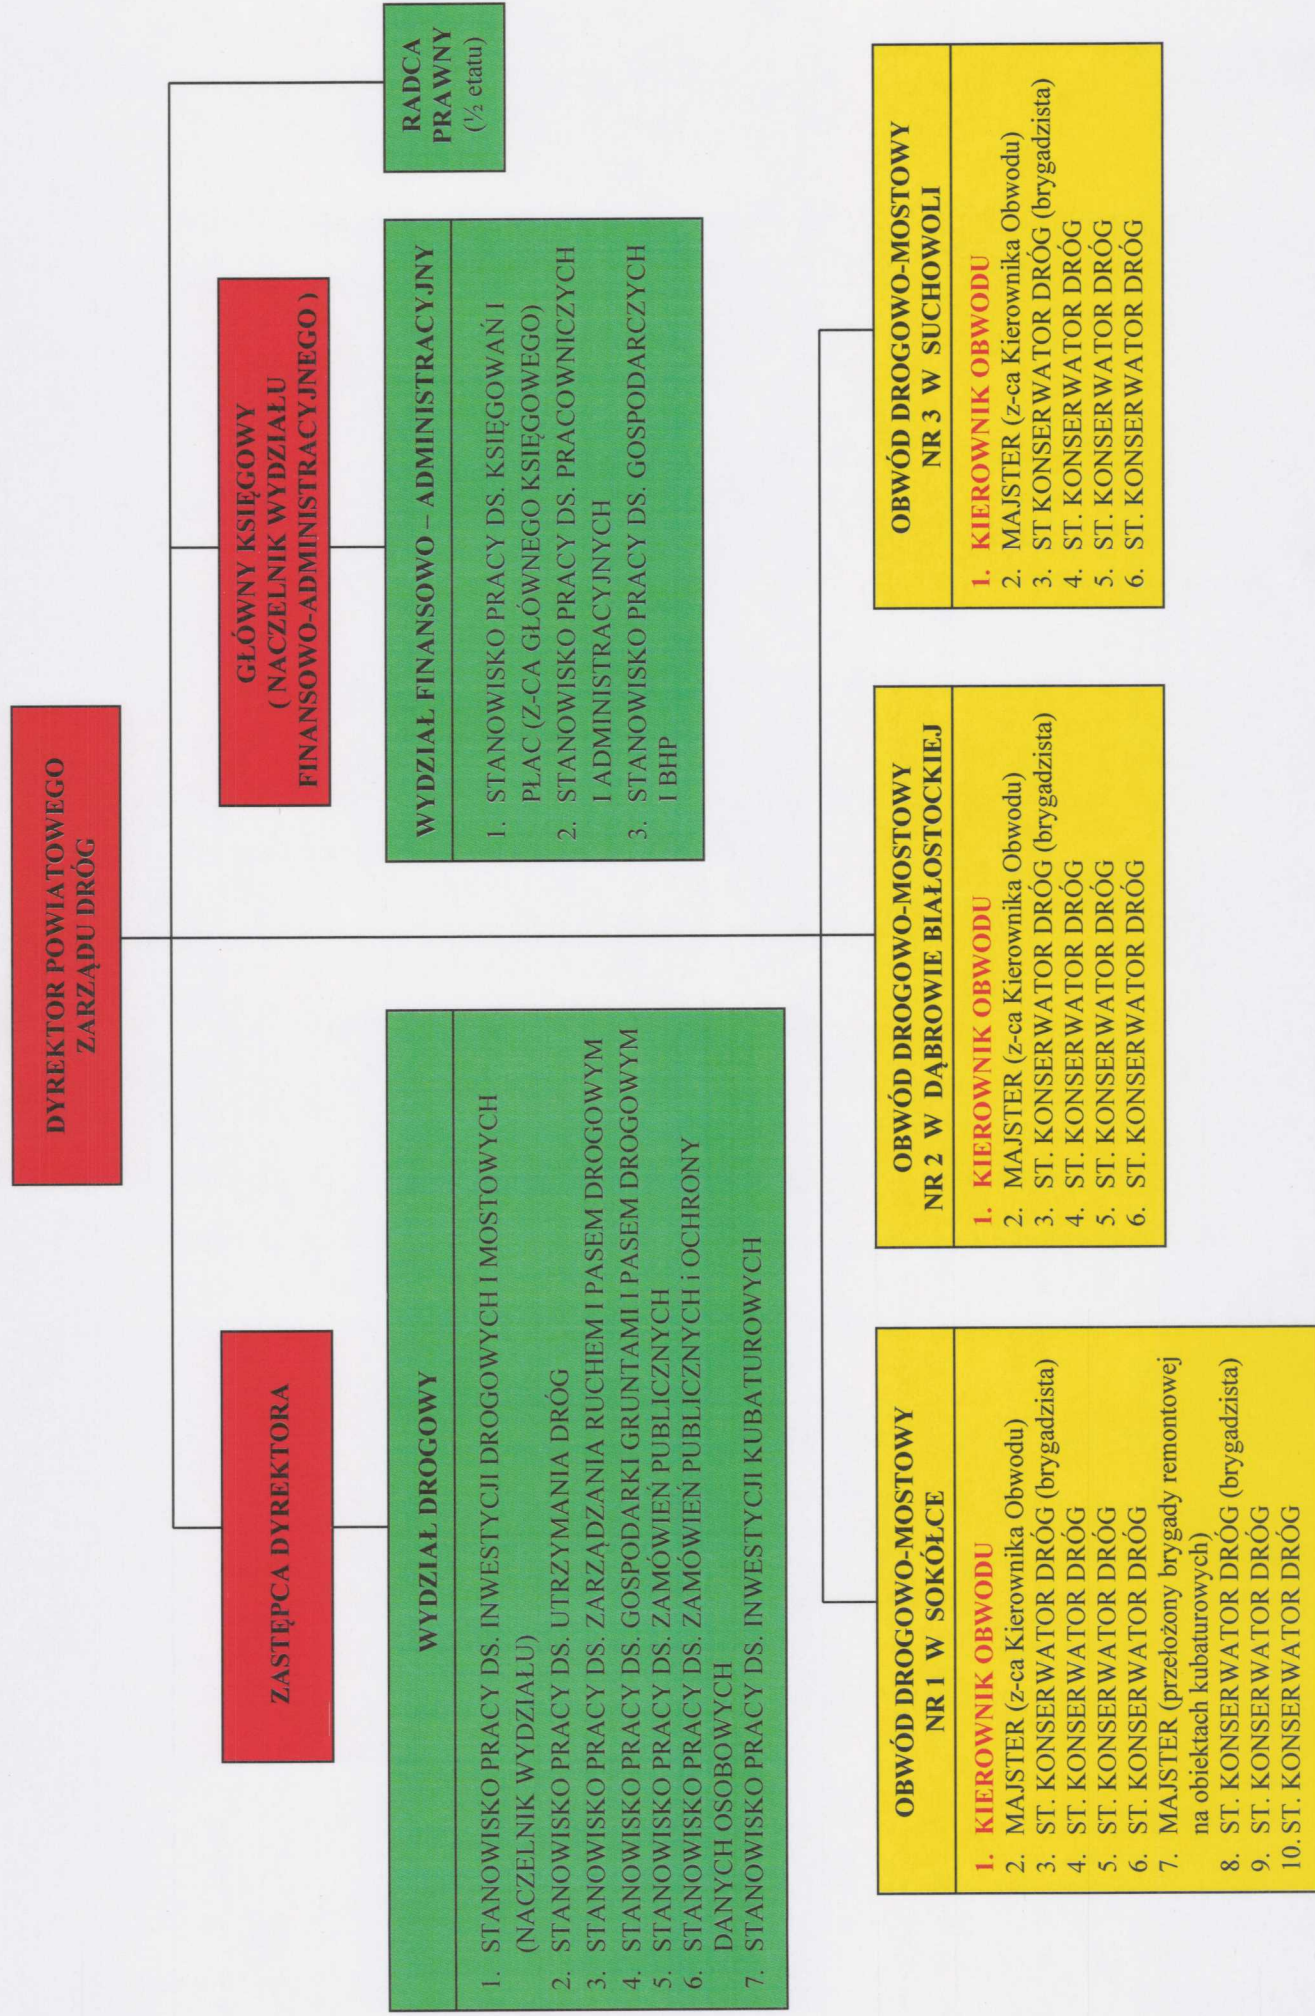 DYREKTOR POWIATOWEGO
ZARZĄDU DRÓG
ZASTĘPCA DYREKTORA
GŁÓWNY KSIĘGOWY
( NACZELNIK WYDZIAŁU
FINANSOWO-ADMINISTRACYJNEGO )
RADCA
PRAWNY
(½ etatu)
WYDZIAŁ DROGOWY
1. STANOWISKO PRACY DS. INWESTYCJI DROGOWYCH I MOSTOWYCH
(NACZELNIK WYDZIAŁU)
2. STANOWISKO PRACY DS. UTRZYMANIA DRÓG
3. STANOWISKO PRACY DS. ZARZĄDZANIA RUCHEM I PASEM DROGOWYM
4. STANOWISKO PRACY DS. GOSPODARKI GRUNTAMI I PASEM DROGOWYM
5. STANOWISKO PRACY DS. ZAMÓWIEŃ PUBLICZNYCH
6. STANOWISKO PRACY DS. ZAMÓWIEŃ PUBLICZNYCH i OCHRONY
DANYCH OSOBOWYCH
7. STANOWISKO PRACY DS. INWESTYCJI KUBATUROWYCH
WYDZIAŁ FINANSOWO – ADMINISTRACYJNY
1. STANOWISKO PRACY DS. KSIĘGOWAŃ I
PŁAC (Z-CA GŁÓWNEGO KSIĘGOWEGO)
2. STANOWISKO PRACY DS. PRACOWNICZYCH
I ADMINISTRACYJNYCH
3. STANOWISKO PRACY DS. GOSPODARCZYCH
I BHP
OBWÓD DROGOWO-MOSTOWY
NR 1 W SOKÓŁCE
1. KIEROWNIK OBWODU
2. MAJSTER (z-ca Kierownika Obwodu)
3. ST. KONSERWATOR DRÓG (brygadzista)
4. ST. KONSERWATOR DRÓG
5. ST. KONSERWATOR DRÓG
6. ST. KONSERWATOR DRÓG
7. MAJSTER (przełożony brygady remontowej
na obiektach kubaturowych)
8. ST. KONSERWATOR DRÓG (brygadzista)
9. ST. KONSERWATOR DRÓG
10. ST. KONSERWATOR DRÓG
OBWÓD DROGOWO-MOSTOWY
NR 2 W DĄBROWIE BIAŁOSTOCKIEJ
1. KIEROWNIK OBWODU
2. MAJSTER (z-ca Kierownika Obwodu)
3. ST. KONSERWATOR DRÓG (brygadzista)
4. ST. KONSERWATOR DRÓG
5. ST. KONSERWATOR DRÓG
6. ST. KONSERWATOR DRÓG
OBWÓD DROGOWO-MOSTOWY
NR 3 W SUCHOWOLI
1. KIEROWNIK OBWODU
2. MAJSTER (z-ca Kierownika Obwodu)
3. ST KONSERWATOR DRÓG (brygadzista)
4. ST. KONSERWATOR DRÓG
5. ST. KONSERWATOR DRÓG
6. ST. KONSERWATOR DRÓG